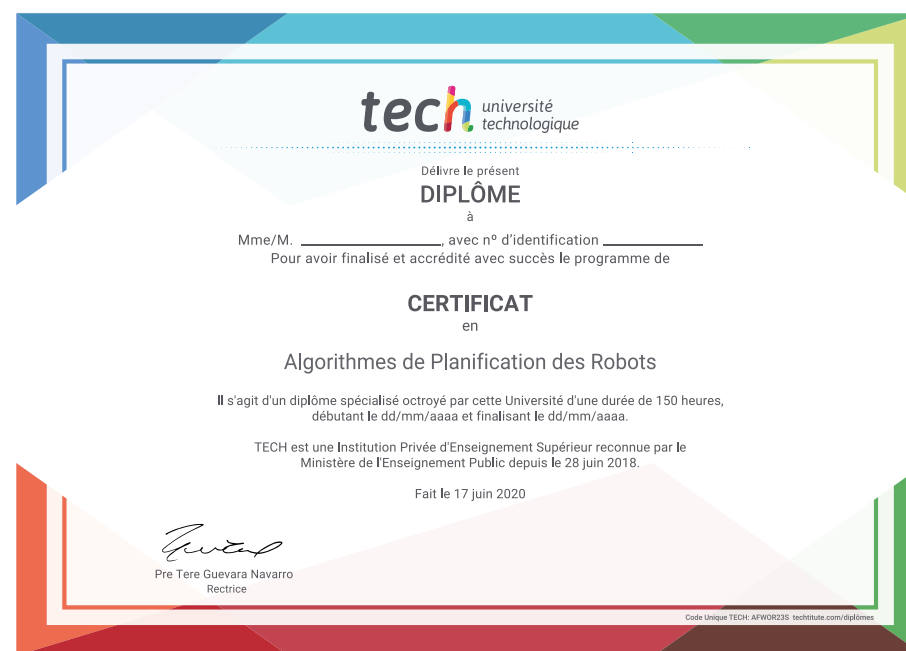 tech université
technologique
Délivre le présent
DIPLÔME
à
Mme/M. ____________________, avec nº d'identification ______________
Pour avoir finalisé et accrédité avec succès le programme de
CERTIFICAT
en
Algorithmes de Planification des Robots
Il s'agit d'un diplôme spécialisé octroyé par cette Université d'une durée de 150 heures,
débutant le dd/mm/aaaa et finalisant le dd/mm/aaaa.
TECH est une Institution Privée d'Enseignement Supérieur reconnue par le
Ministère de l'Enseignement Public depuis le 28 juin 2018.
Fait le 17 juin 2020
Pre Tere Guevara Navarro
Rectrice
Code Unique TECH: AFWOR23S techtitute.com/diplômes